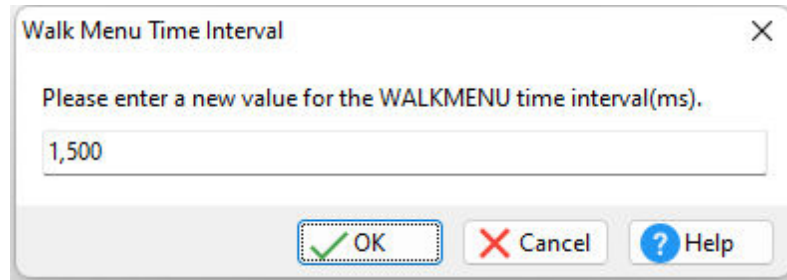 Walk Menu Time Interval
Please enter a new value for the WALKMENU time interval(ms).
1,500
OK Cancel Help